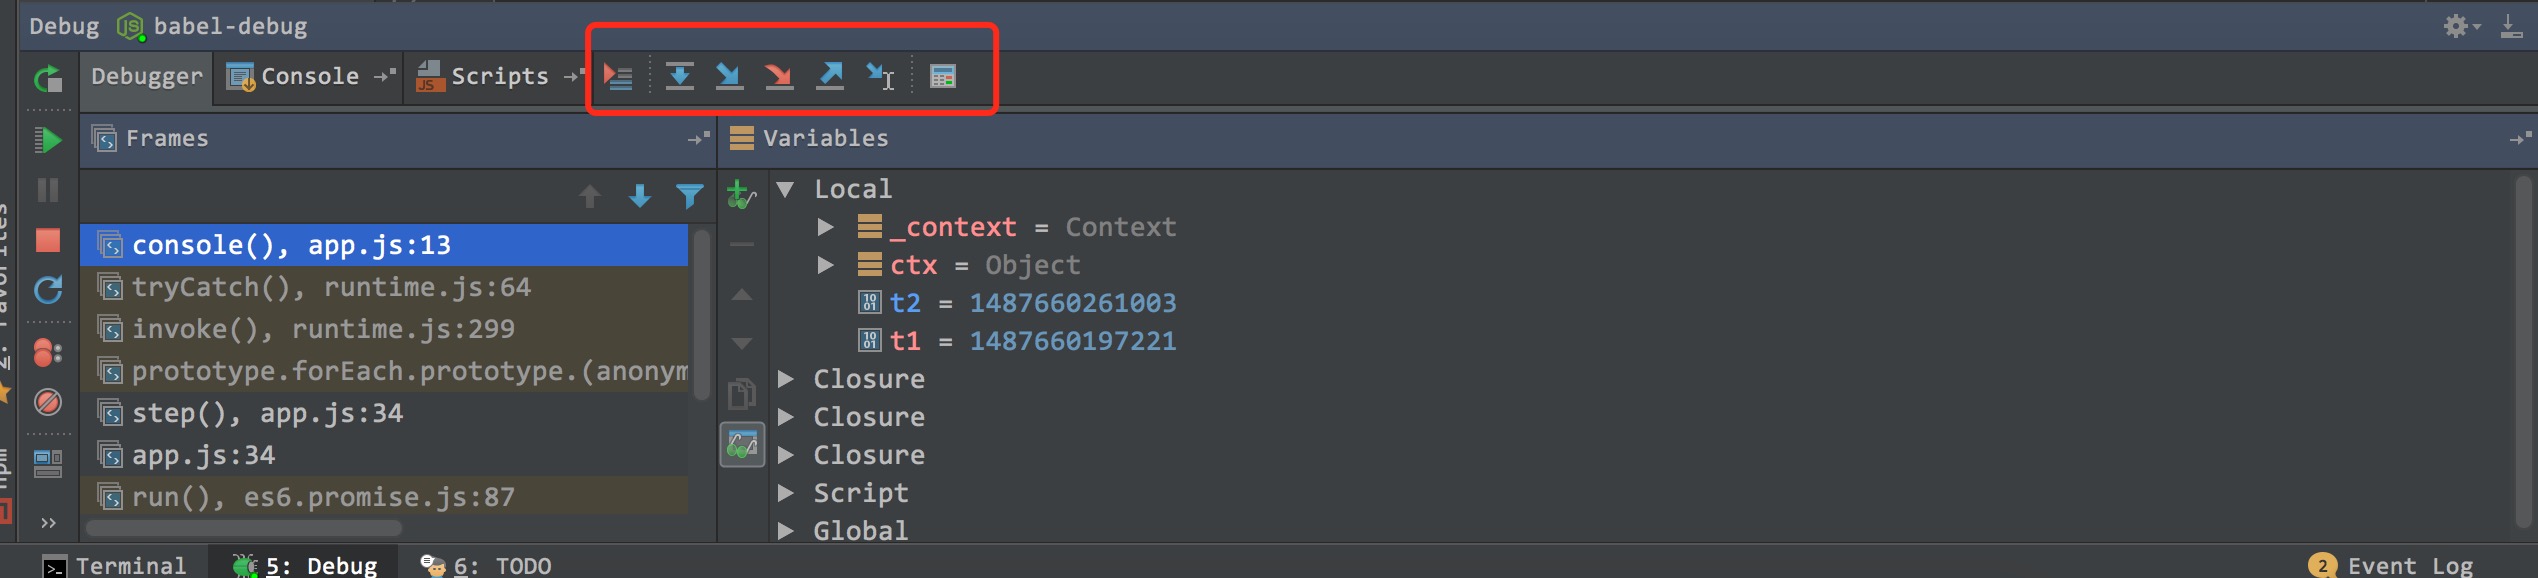 Debug babel-debug
Debugger Console Scripts
Frames
Variables
console(), app.js:13
tryCatch(), runtime.js:64
invoke(), runtime.js:299
prototype.forEach.prototype.(anonym
step(), app.js:34
app.js:34
run(), es6.promise.js:87
Local
_context = Context
ctx = Object
t2 = 1487660261003
t1 = 1487660197221
Closure
Closure
Closure
Script
Global
2: Favorites
npm
Terminal 5: Debug 6: TODO
2 Event Log